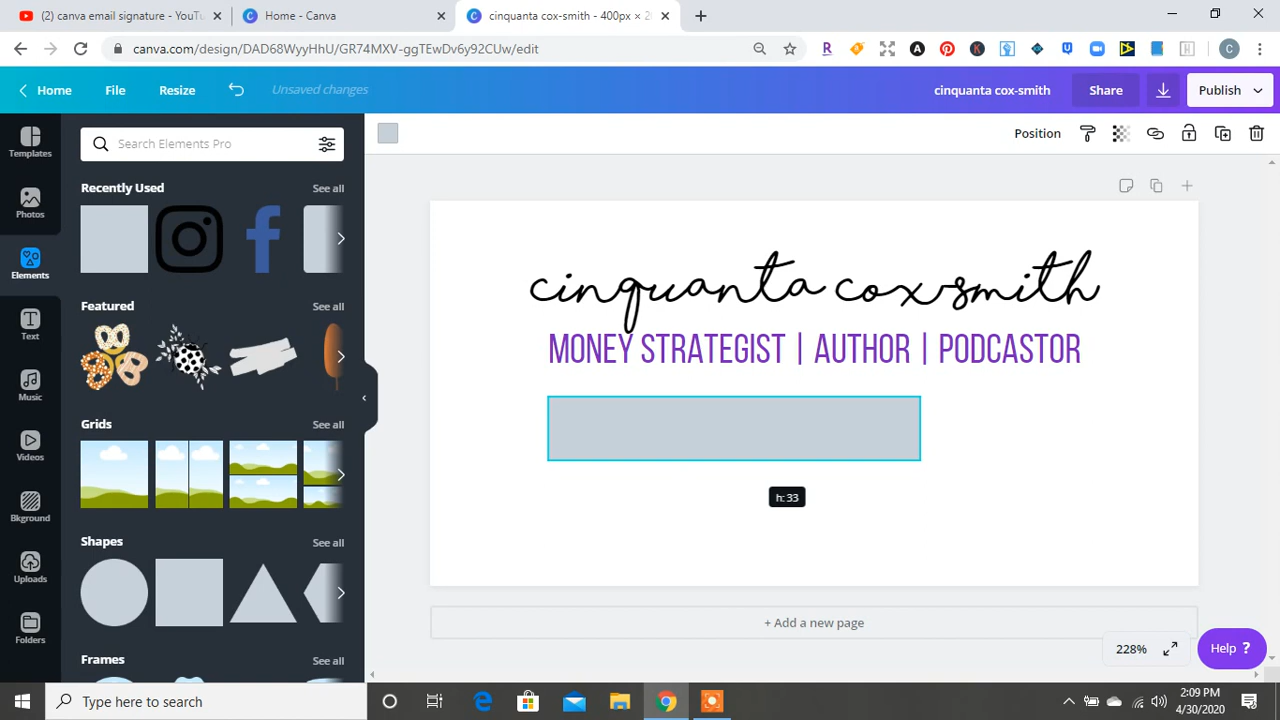 (2) canva email signature - YouTu
Home - Canva
cinquanta cox-smith - 400px × 2
canva.com/design/DAD68WyyHhU/GR74MXV-ggTEwDv6y92CUw/edit
Home
File
Resize
Unsaved changes
cinquanta cox-smith
Share
Publish
Templates
Photos
Elements
Text
Music
Videos
Bkground
Uploads
Folders
Search Elements Pro
Recently Used
See all
Featured
See all
Grids
See all
Shapes
See all
Frames
See all
Position
cinquanta cox-smith
MONEY STRATEGIST | AUTHOR | PODCASTOR
h: 33
+ Add a new page
228%
Help ?
Type here to search
2:09 PM
4/30/2020